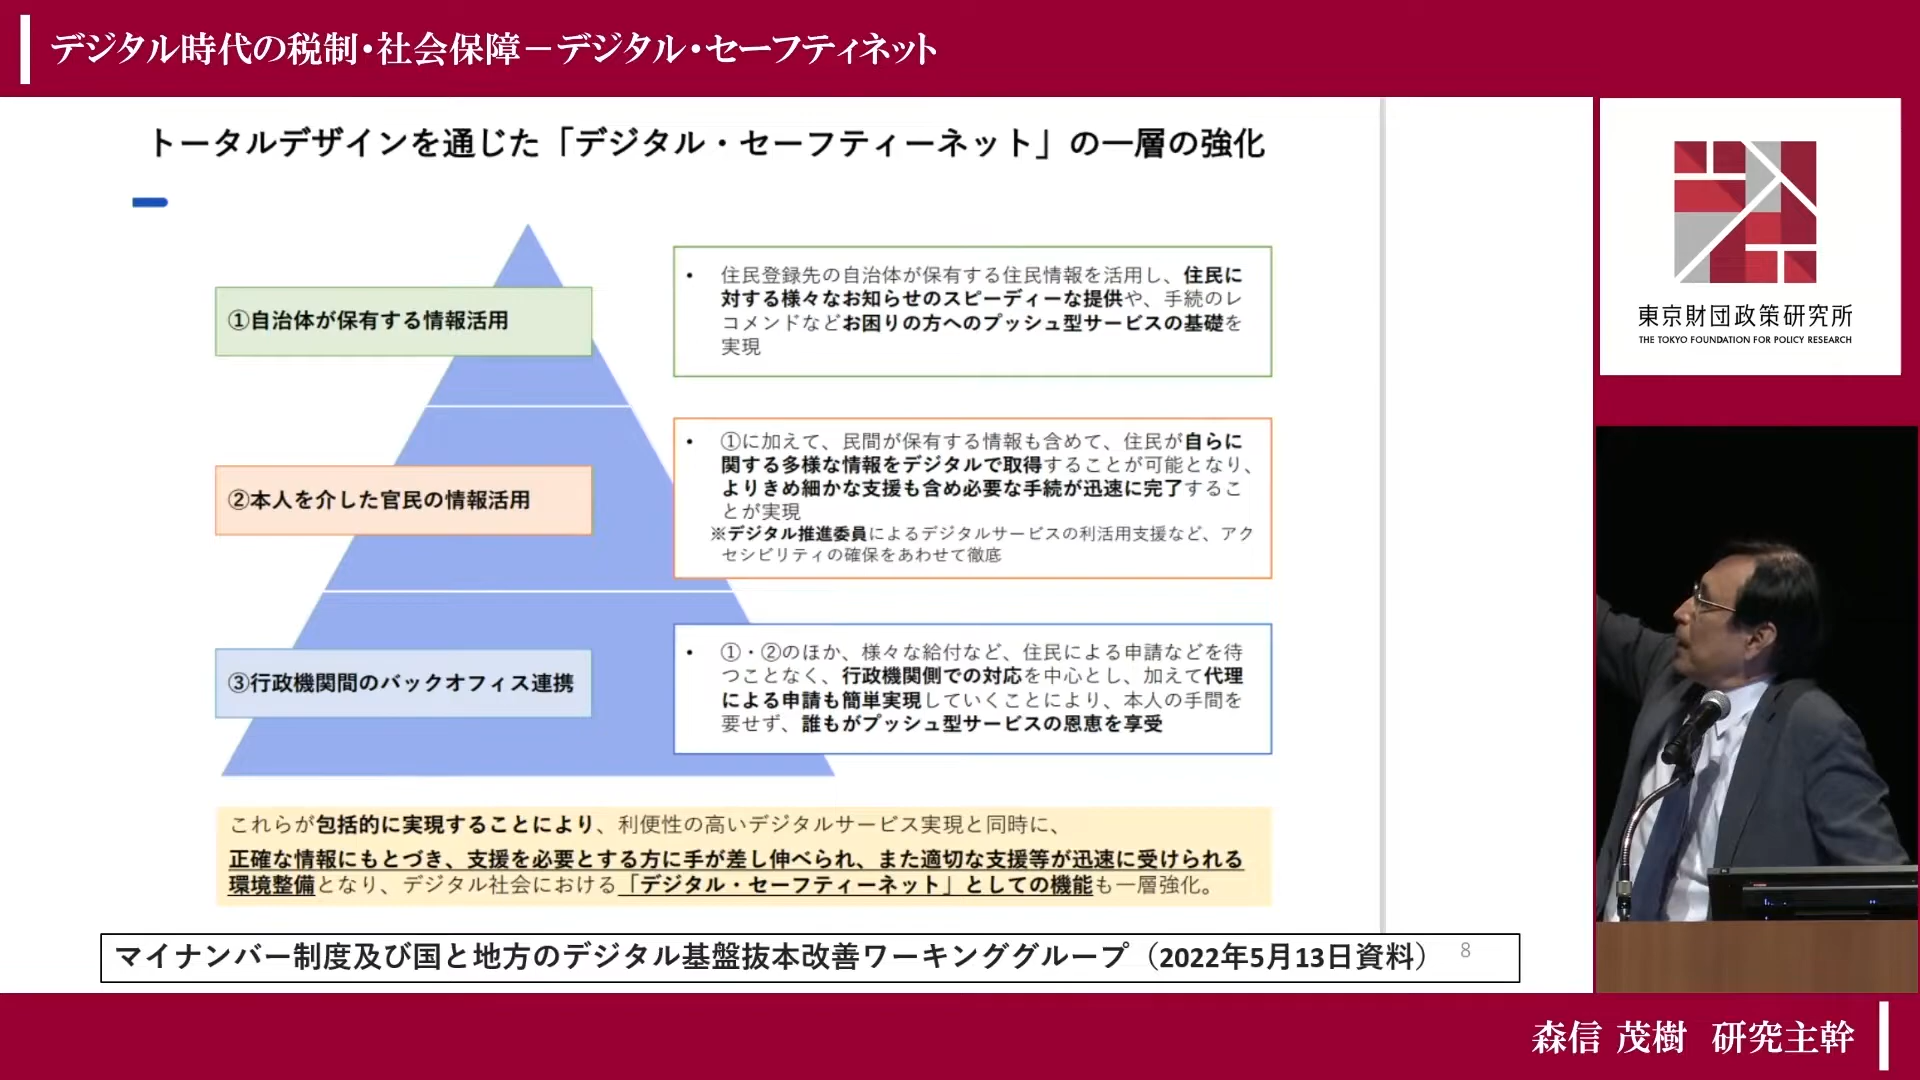 デジタル時代の税制・社会保障－デジタル・セーフティネット
トータルデザインを通じた「デジタル・セーフティーネット」の一層の強化
①自治体が保有する情報活用
• 住民登録先の自治体が保有する住民情報を活用し、住民に
対する様々なお知らせのスピーディーな提供や、手続のレ
コメンドなどお困りの方へのプッシュ型サービスの基礎を
実現
②本人を介した官民の情報活用
• ①に加えて、民間が保有する情報も含めて、住民が自らに
関する多様な情報をデジタルで取得することが可能となり、
よりきめ細かな支援も含め必要な手続が迅速に完了するこ
とが実現
※デジタル推進委員によるデジタルサービスの利活用支援など、アク
セシビリティの確保をあわせて徹底
③行政機関間のバックオフィス連携
• ①・②のほか、様々な給付など、住民による申請などを待
つことなく、行政機関側での対応を中心とし、加えて代理
による申請も簡単実現していくことにより、本人の手間を
要せず、誰もがプッシュ型サービスの恩恵を享受
これらが包括的に実現することにより、利便性の高いデジタルサービス実現と同時に、
正確な情報にもとづき、支援を必要とする方に手が差し伸べられ、また適切な支援等が迅速に受けられる
環境整備となり、デジタル社会における「デジタル・セーフティーネット」としての機能も一層強化。
マイナンバー制度及び国と地方のデジタル基盤抜本改善ワーキンググループ（2022年5月13日資料）
8
東京財団政策研究所
THE TOKYO FOUNDATION FOR POLICY RESEARCH
森信 茂樹 研究主幹